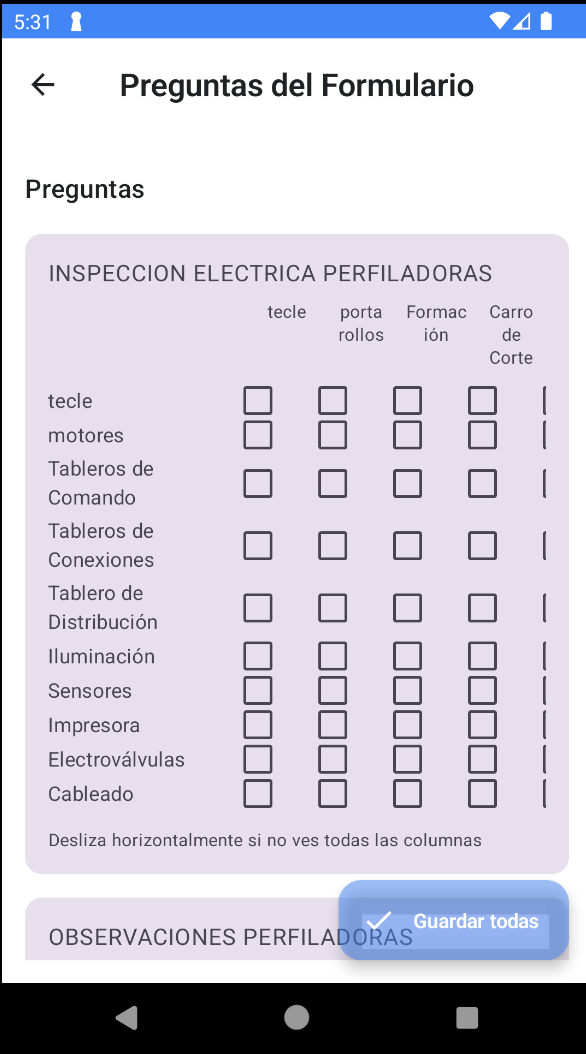 5:31
Preguntas del Formulario
Preguntas
INSPECCION ELECTRICA PERFILADORAS
tecle porta Formac Carro
rollos ión de
Corte
tecle
motores
Tableros de
Comando
Tableros de
Conexiones
Tablero de
Distribución
Iluminación
Sensores
Impresora
Electroválvulas
Cableado
Desliza horizontalmente si no ves todas las columnas
OBSERVACIONES PERFILADORAS
Guardar todas